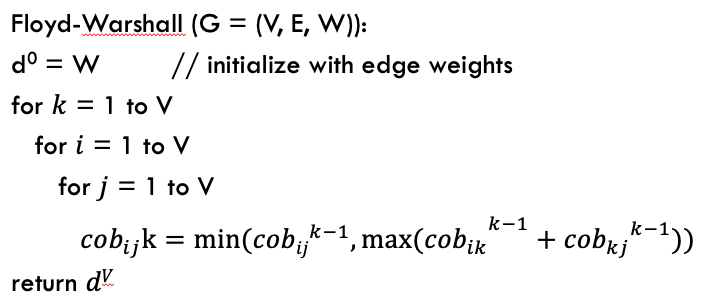 Floyd-Warshall (G = (V, E, W)):
d⁰ = W // initialize with edge weights
for k = 1 to V
for i = 1 to V
for j = 1 to V
cob_{ij}k = min(cob_{ij}^{k−1}, max(cob_{ik}^{k−1} + cob_{kj}^{k−1}))
return d^V